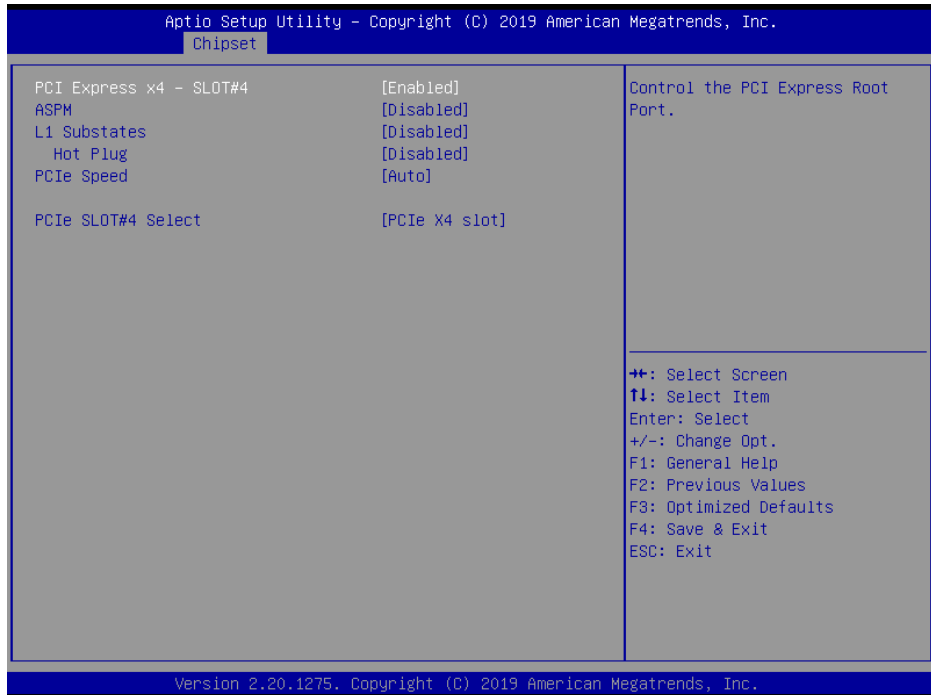 Aptio Setup Utility – Copyright (C) 2019 American Megatrends, Inc.
Chipset
PCI Express x4 – SLOT#4 [Enabled]
ASPM [Disabled]
L1 Substates [Disabled]
Hot Plug [Disabled]
PCIe Speed [Auto]
PCIe SLOT#4 Select [PCIe X4 slot]
Control the PCI Express Root
Port.
→←: Select Screen
↑↓: Select Item
Enter: Select
+/-: Change Opt.
F1: General Help
F2: Previous Values
F3: Optimized Defaults
F4: Save & Exit
ESC: Exit
Version 2.20.1275. Copyright (C) 2019 American Megatrends, Inc.